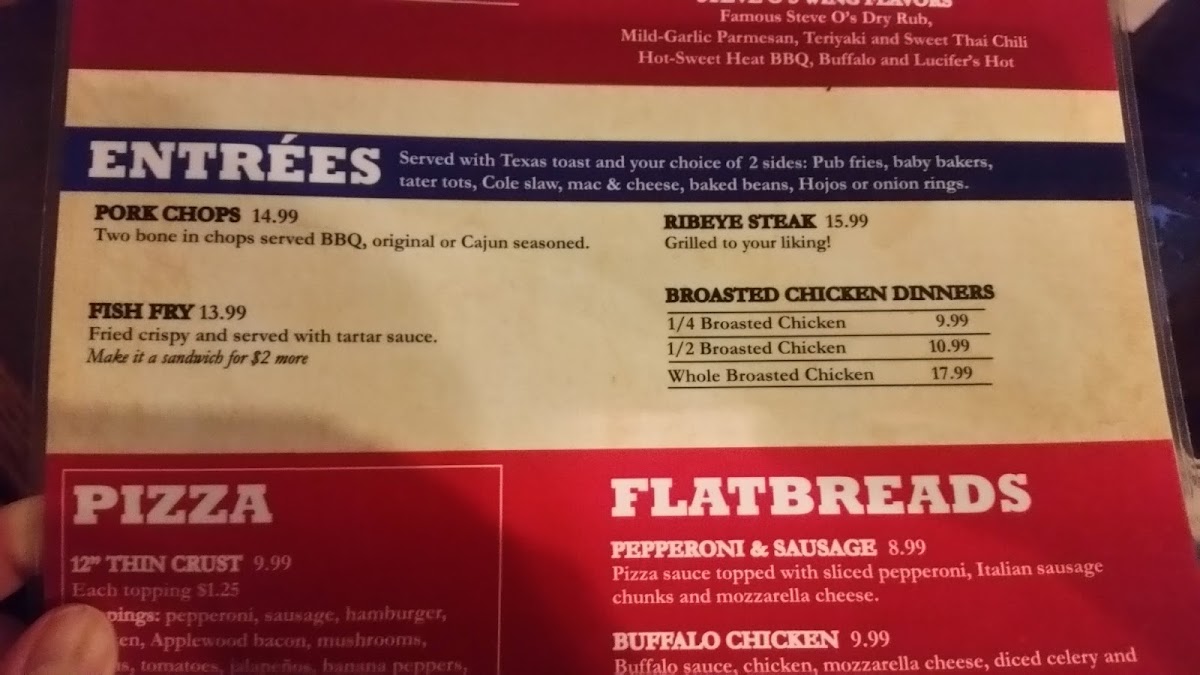 STEVE O'S WING FLAVORS
Famous Steve O's Dry Rub,
Mild-Garlic Parmesan, Teriyaki and Sweet Thai Chili
Hot-Sweet Heat BBQ, Buffalo and Lucifer's Hot
ENTRÉES
Served with Texas toast and your choice of 2 sides: Pub fries, baby bakers,
tater tots, Cole slaw, mac & cheese, baked beans, Hojos or onion rings.
PORK CHOPS 14.99
Two bone in chops served BBQ, original or Cajun seasoned.
FISH FRY 13.99
Fried crispy and served with tartar sauce.
Make it a sandwich for $2 more
RIBEYE STEAK 15.99
Grilled to your liking!
BROASTED CHICKEN DINNERS
1/4 Broasted Chicken 9.99
1/2 Broasted Chicken 10.99
Whole Broasted Chicken 17.99
PIZZA
12" THIN CRUST 9.99
Each topping $1.25
pepperoni, sausage, hamburger,
Applewood bacon, mushrooms,
tomatoes, jalapeños, banana peppers,
FLATBREADS
PEPPERONI & SAUSAGE 8.99
Pizza sauce topped with sliced pepperoni, Italian sausage
chunks and mozzarella cheese.
BUFFALO CHICKEN 9.99
Buffalo sauce, chicken, mozzarella cheese, diced celery and